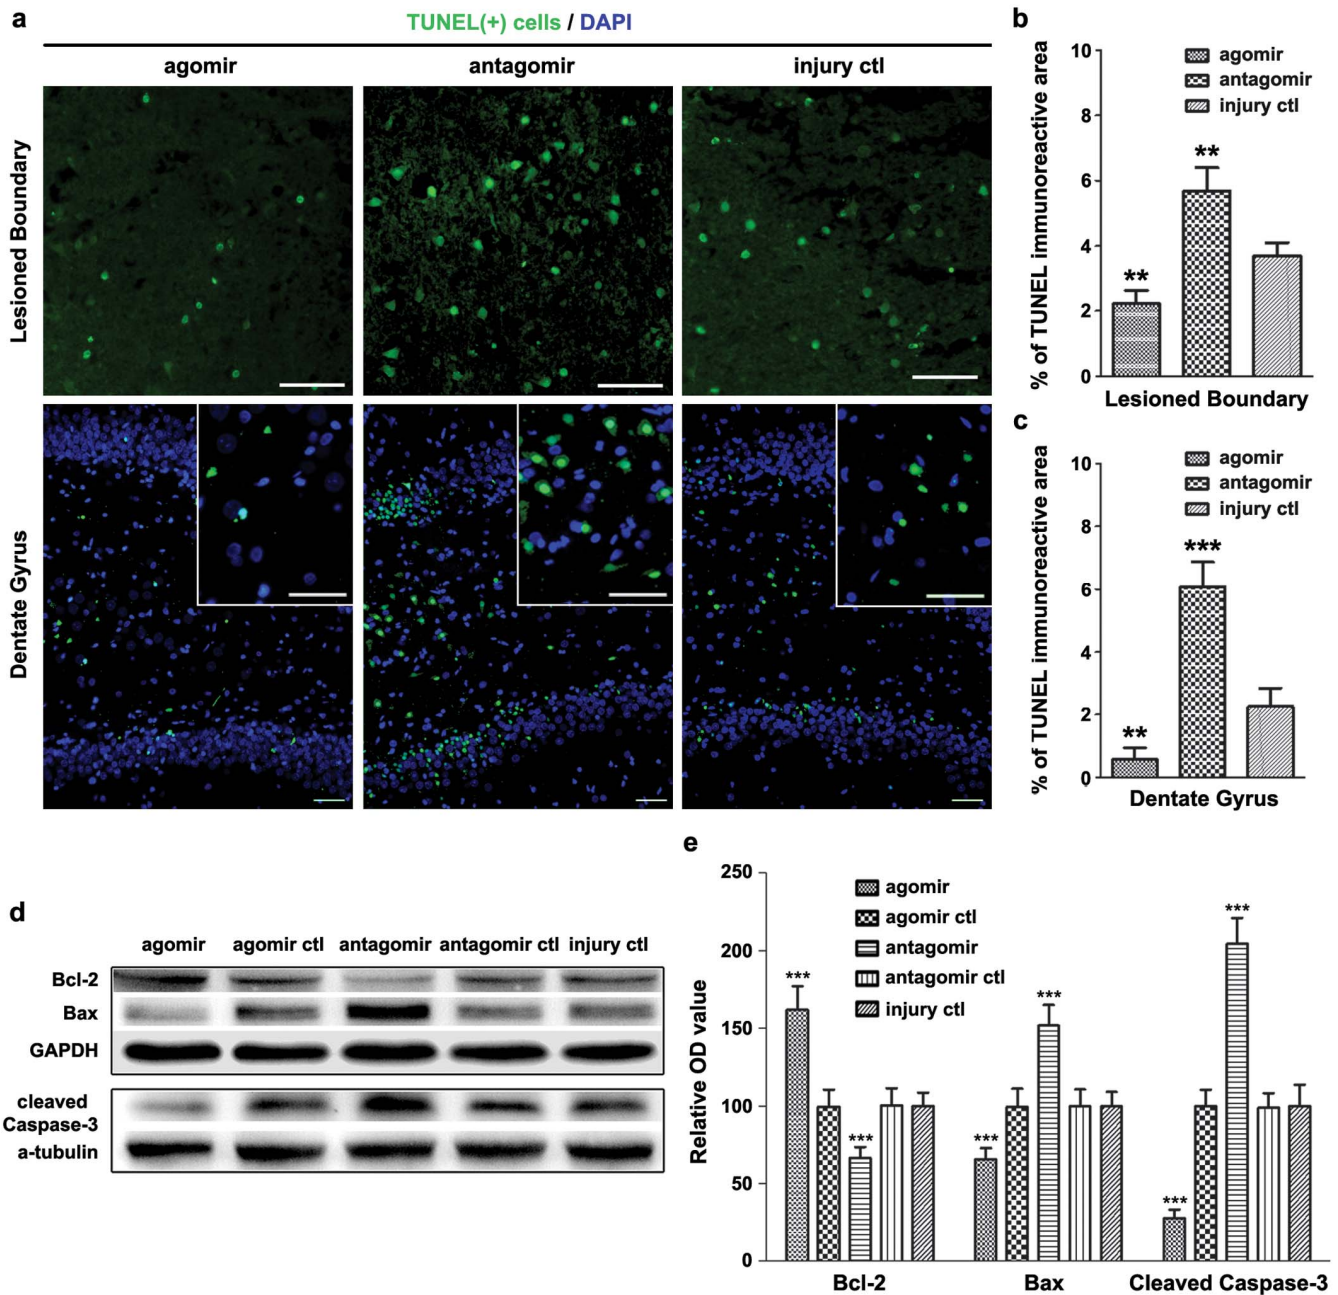 a
TUNEL(+) cells / DAPI
agomir antagomir injury ctl
Lesioned Boundary
Dentate Gyrus
b
% of TUNEL immunoreactive area
10
8
6
4
2
0
agomir
antagomir
injury ctl
**
**
Lesioned Boundary
c
% of TUNEL immunoreactive area
10
8
6
4
2
0
agomir
antagomir
injury ctl
**
***
Dentate Gyrus
d
agomir agomir ctl antagomir antagomir ctl injury ctl
Bcl-2
Bax
GAPDH
cleaved
Caspase-3
a-tubulin
e
Relative OD value
250
200
150
100
50
0
agomir
agomir ctl
antagomir
antagomir ctl
injury ctl
***
***
***
***
***
***
Bcl-2 Bax Cleaved Caspase-3